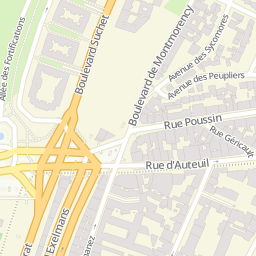 Allée des Fortifications
Boulevard Suchet
Boulevard de Montmorency
Avenue des Sycomores
Avenue des Peupliers
Rue Poussin
Rue Géricault
Rue d'Auteuil
Exelmans